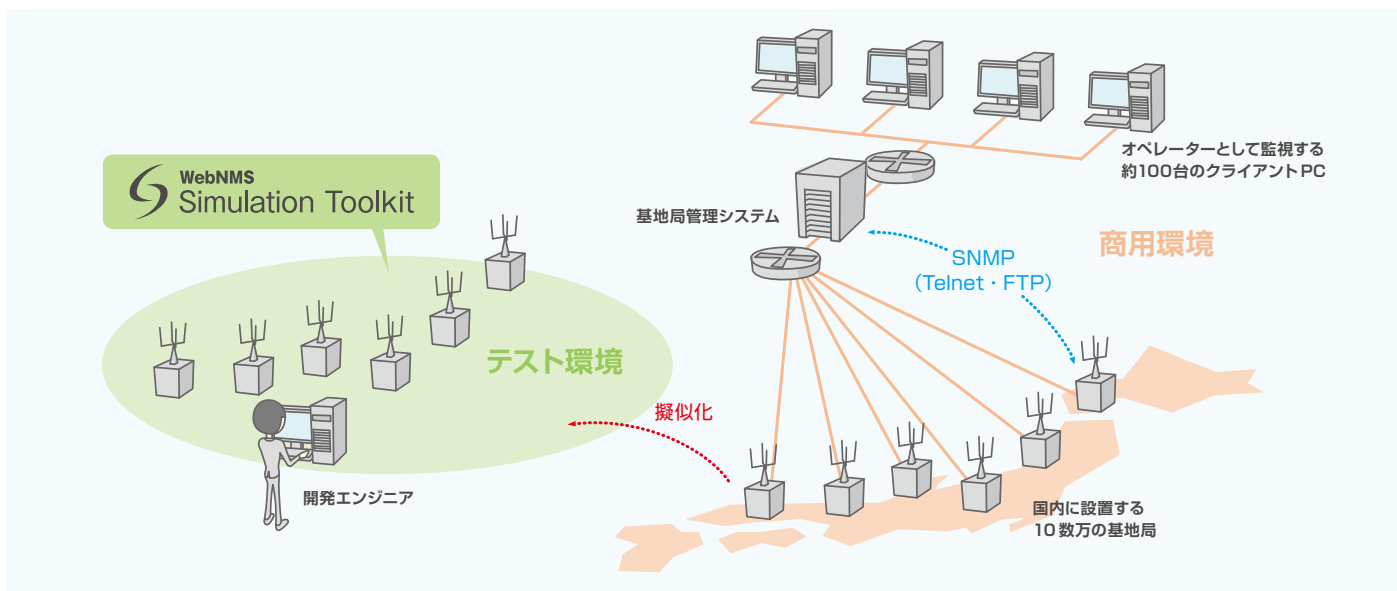 WebNMS
Simulation Toolkit
テスト環境
開発エンジニア
擬似化
オペレーターとして監視する
約100台のクライアントPC
基地局管理システム
商用環境
SNMP
（Telnet・FTP）
国内に設置する
10数万の基地局